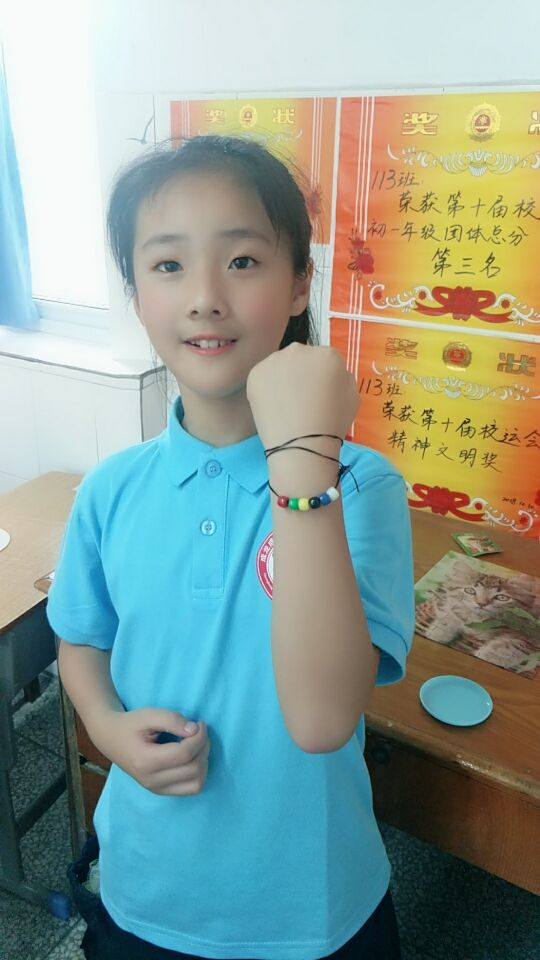 奖 状
奖 状
113班:
荣获第十届校
初一年级团体总分
第三名
奖 状
113班
荣获第十届校运会
精神文明奖